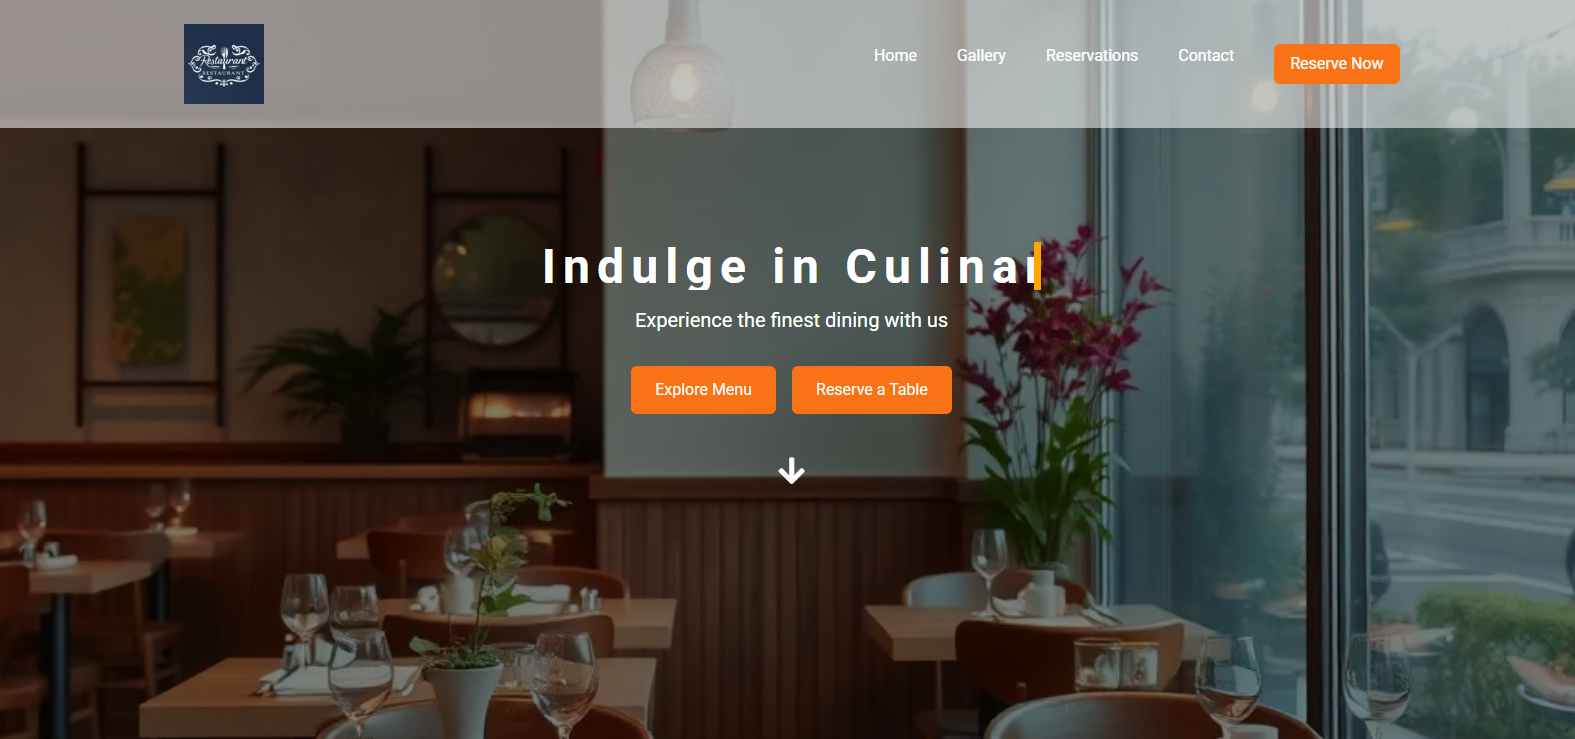 Restaurant
RESTAURANT
Home Gallery Reservations Contact Reserve Now
Indulge in Culinar
Experience the finest dining with us
Explore Menu Reserve a Table